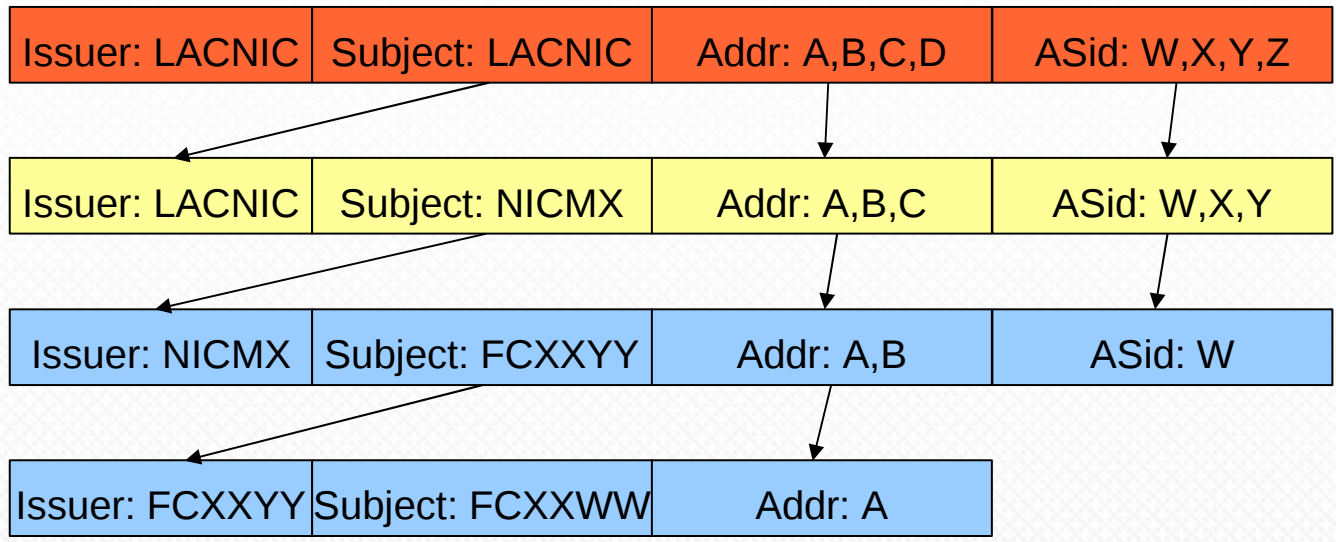 Issuer: LACNIC Subject: LACNIC Addr: A,B,C,D ASid: W,X,Y,Z
Issuer: LACNIC Subject: NICMX Addr: A,B,C ASid: W,X,Y
Issuer: NICMX Subject: FCXXYY Addr: A,B ASid: W
Issuer: FCXXYY Subject: FCXXWW Addr: A